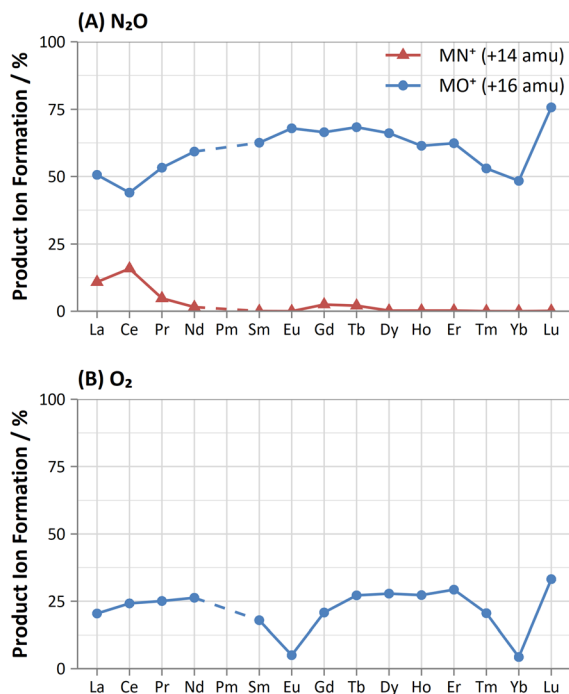 (A) N₂O
Product Ion Formation / %
100
75
50
25
0
MN⁺ (+14 amu)
MO⁺ (+16 amu)
La Ce Pr Nd Pm Sm Eu Gd Tb Dy Ho Er Tm Yb Lu
(B) O₂
Product Ion Formation / %
100
75
50
25
0
La Ce Pr Nd Pm Sm Eu Gd Tb Dy Ho Er Tm Yb Lu